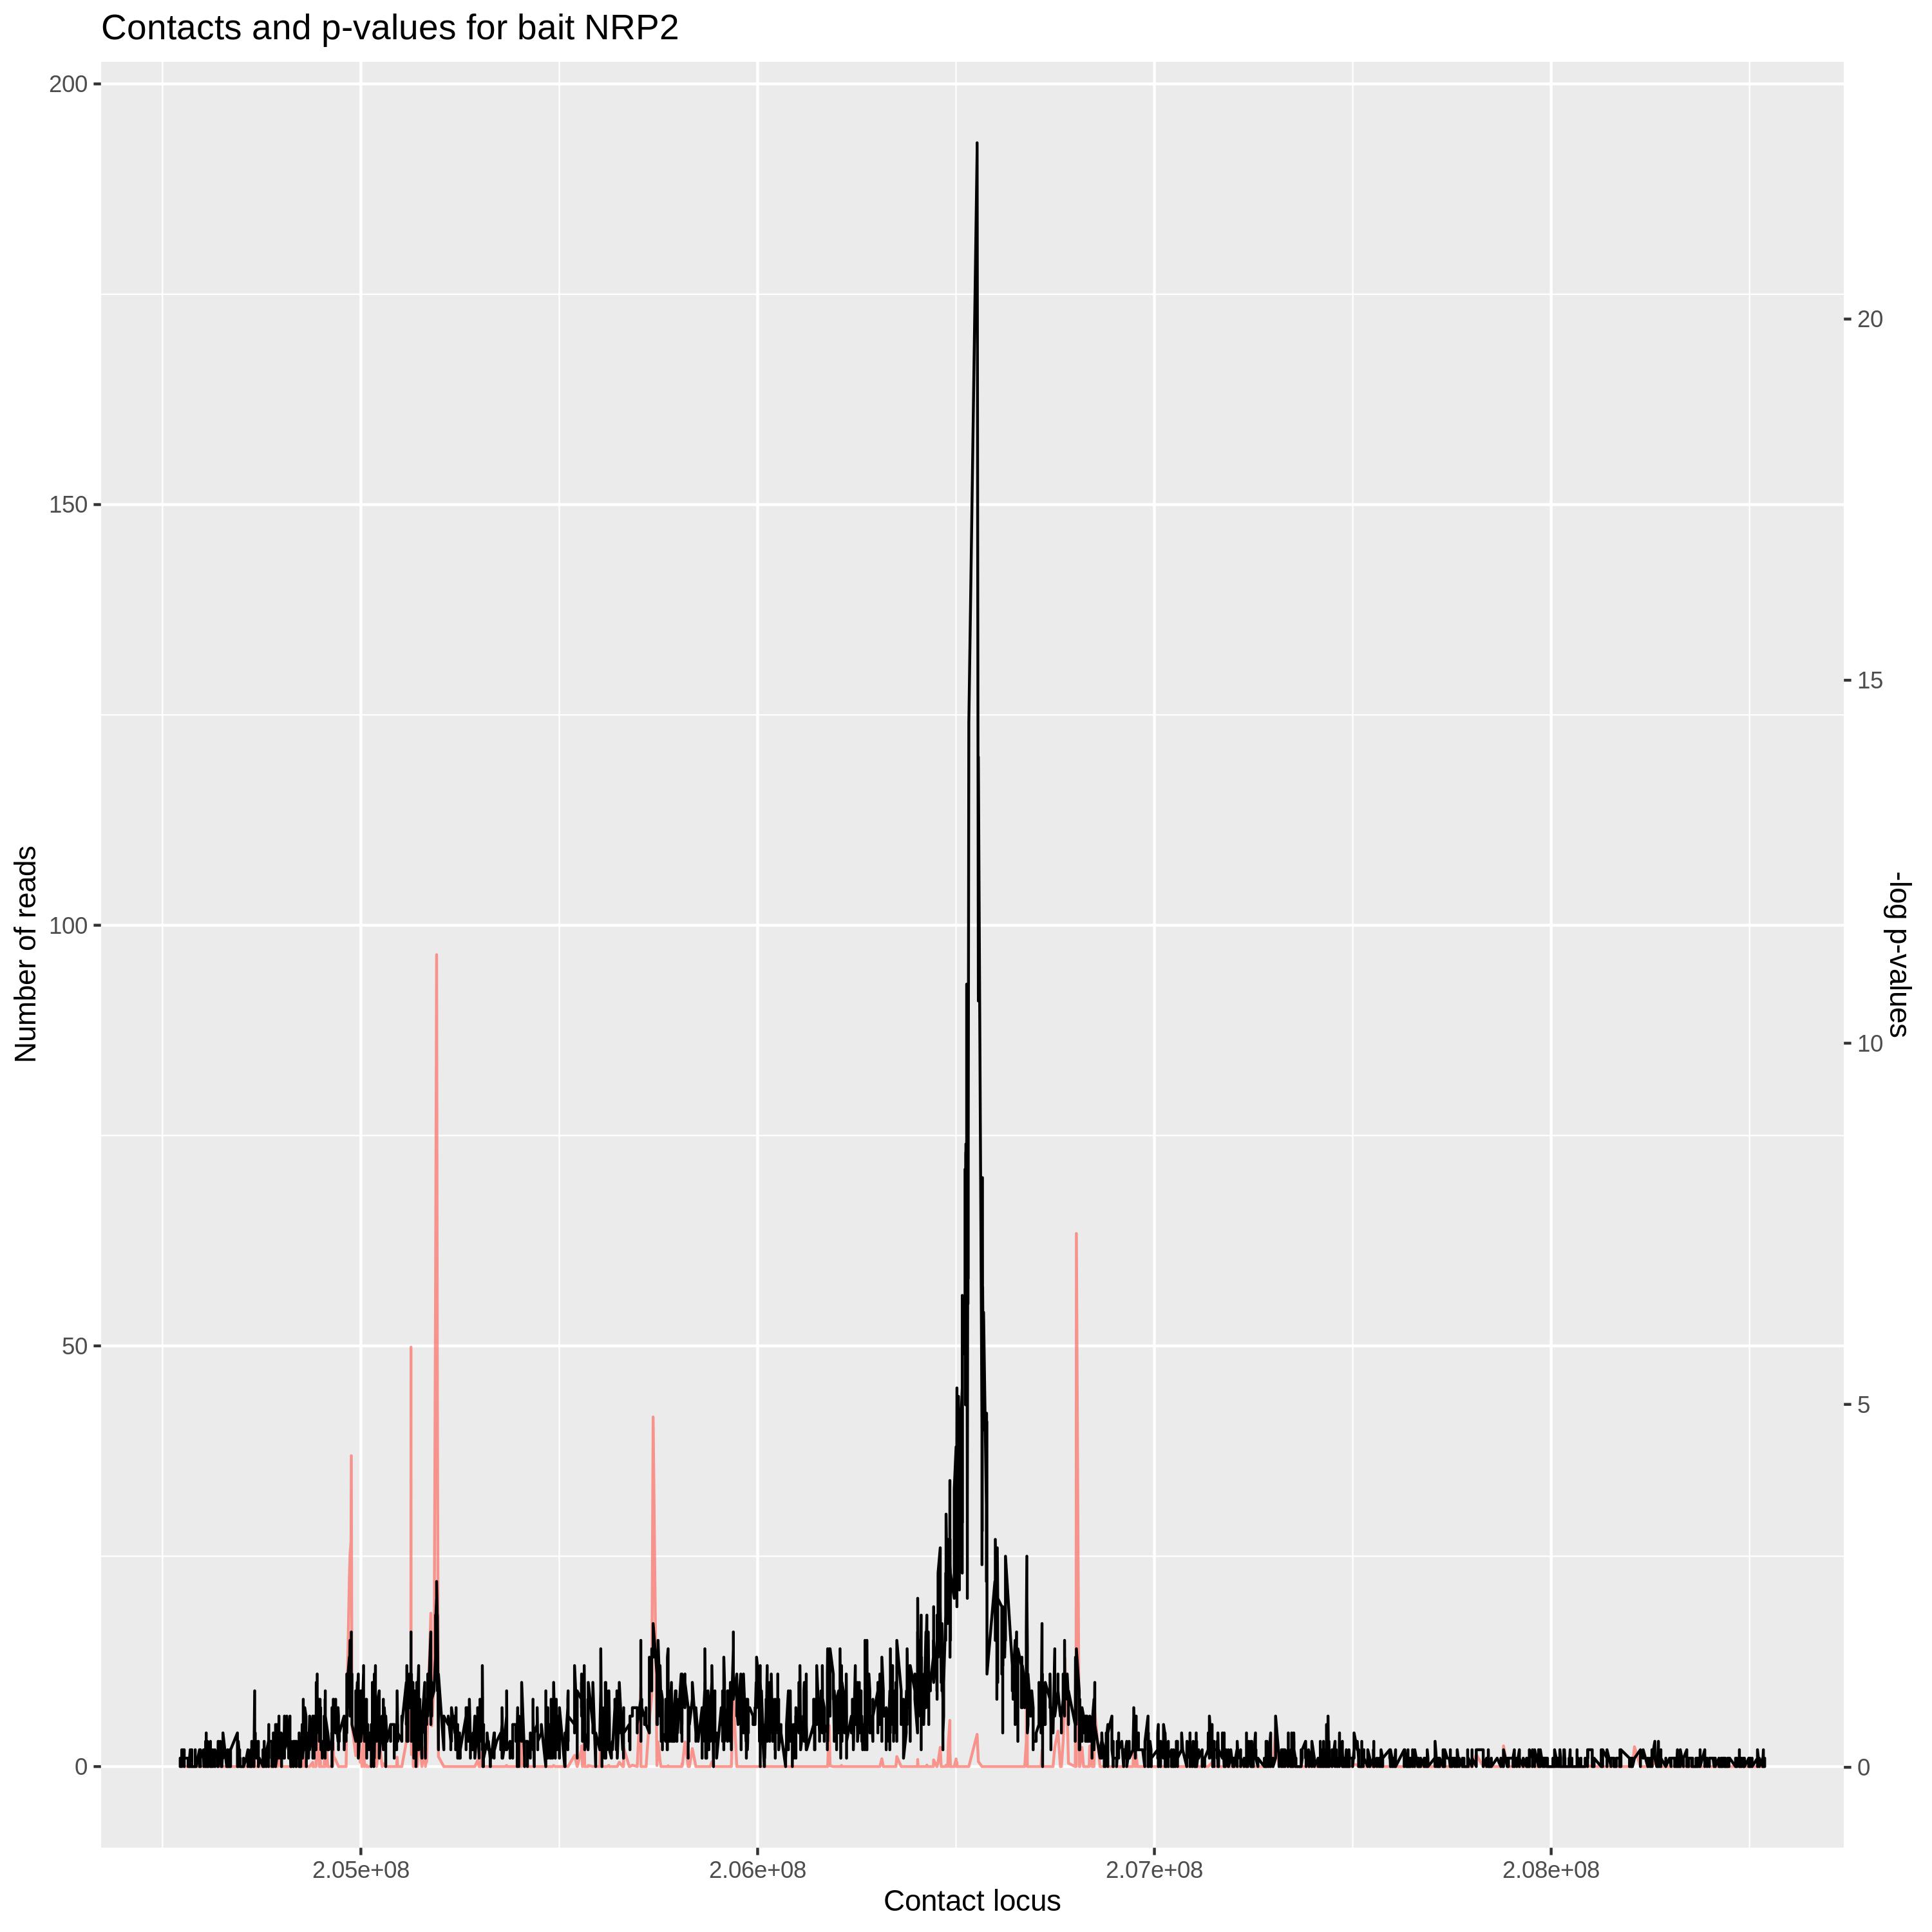 Contacts and p-values for bait NRP2
200
150
100
50
0
Number of reads
20
15
10
5
0
-log p-values
2.05e+08
2.06e+08
2.07e+08
2.08e+08
Contact locus